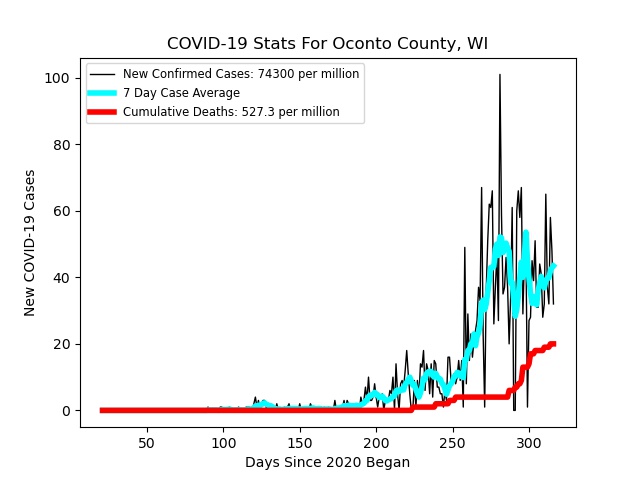 COVID-19 Stats For Oconto County, WI
New Confirmed Cases: 74300 per million
7 Day Case Average
Cumulative Deaths: 527.3 per million
New COVID-19 Cases
100
80
60
40
20
0
50
100
150
200
250
300
Days Since 2020 Began